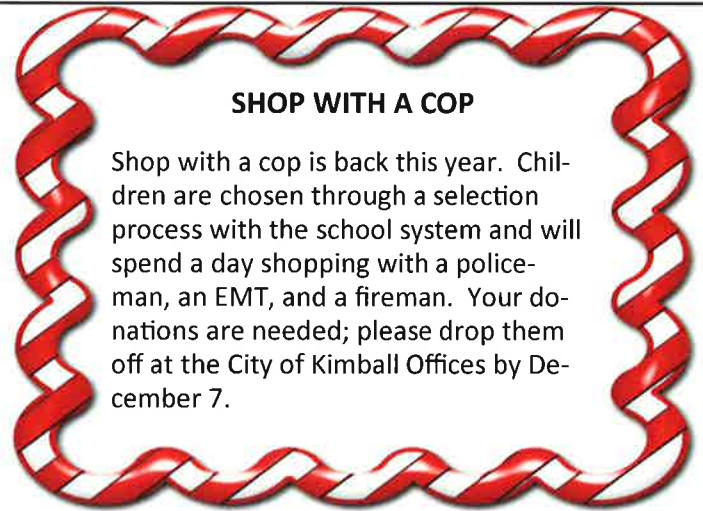 SHOP WITH A COP
Shop with a cop is back this year. Chil-
dren are chosen through a selection
process with the school system and will
spend a day shopping with a police-
man, an EMT, and a fireman. Your do-
nations are needed; please drop them
off at the City of Kimball Offices by De-
cember 7.